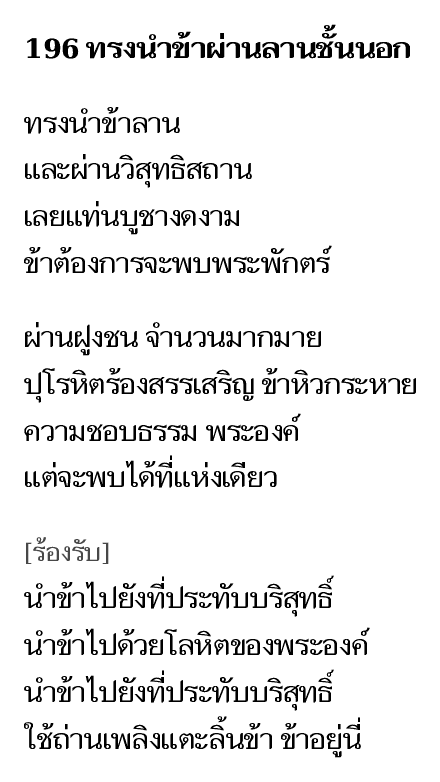 196 ทรงนำข้าผ่านลานชั้นนอก
ทรงนำข้าลาน
และผ่านวิสุทธิสถาน
เลยแท่นบูชางดงาม
ข้าต้องการจะพบพระพักตร์
ผ่านฝูงชน จำนวนมากมาย
ปุโรหิตร้องสรรเสริญ ข้าหิวกระหาย
ความชอบธรรม พระองค์
แต่จะพบได้ที่แห่งเดียว
[ร้องรับ]
นำข้าไปยังที่ประทับบริสุทธิ์
นำข้าไปด้วยโลหิตของพระองค์
นำข้าไปยังที่ประทับบริสุทธิ์
ใช้ถ่านเพลิงแตะลิ้นข้า ข้าอยู่นี่